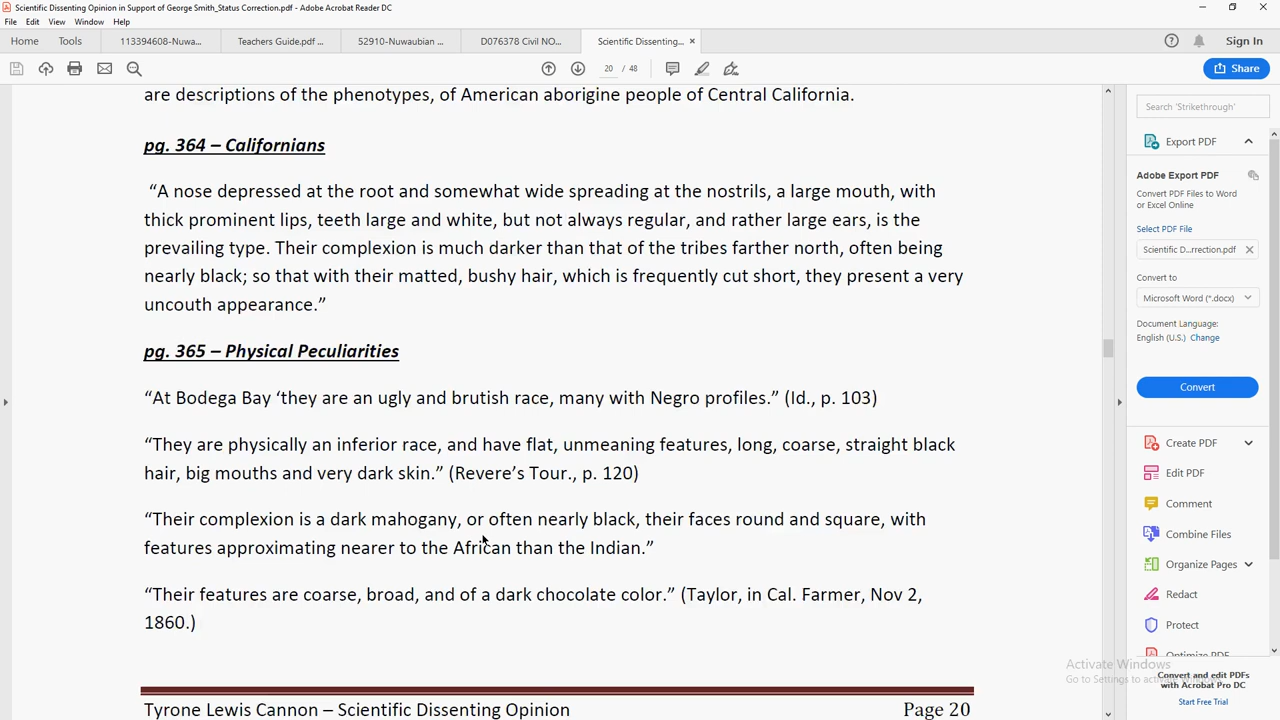 Scientific Dissenting Opinion in Support of George Smith_Status Correction.pdf - Adobe Acrobat Reader DC
File Edit View Window Help
Home Tools 113394608-Nuwa... Teachers Guide.pdf ... 52910-Nuwaubian ... D076378 Civil NO... Scientific Dissenting... × Sign In
20 / 48 Share
are descriptions of the phenotypes, of American aborigine people of Central California.
pg. 364 – Californians
“A nose depressed at the root and somewhat wide spreading at the nostrils, a large mouth, with
thick prominent lips, teeth large and white, but not always regular, and rather large ears, is the
prevailing type. Their complexion is much darker than that of the tribes farther north, often being
nearly black; so that with their matted, bushy hair, which is frequently cut short, they present a very
uncouth appearance.”
pg. 365 – Physical Peculiarities
“At Bodega Bay ‘they are an ugly and brutish race, many with Negro profiles.” (Id., p. 103)
“They are physically an inferior race, and have flat, unmeaning features, long, coarse, straight black
hair, big mouths and very dark skin.” (Revere’s Tour., p. 120)
“Their complexion is a dark mahogany, or often nearly black, their faces round and square, with
features approximating nearer to the African than the Indian.”
“Their features are coarse, broad, and of a dark chocolate color.” (Taylor, in Cal. Farmer, Nov 2,
1860.)
Tyrone Lewis Cannon – Scientific Dissenting Opinion Page 20
Search 'Strikethrough'
Export PDF
Adobe Export PDF
Convert PDF Files to Word
or Excel Online
Select PDF File
Scientific D...rrection.pdf
Convert to
Microsoft Word (*.docx)
Document Language:
English (U.S.) Change
Convert
Create PDF
Edit PDF
Comment
Combine Files
Organize Pages
Redact
Protect
Optimize PDF
Activate Windows
Go to Settings to activate
Convert and edit PDFs
with Acrobat Pro DC
Start Free Trial